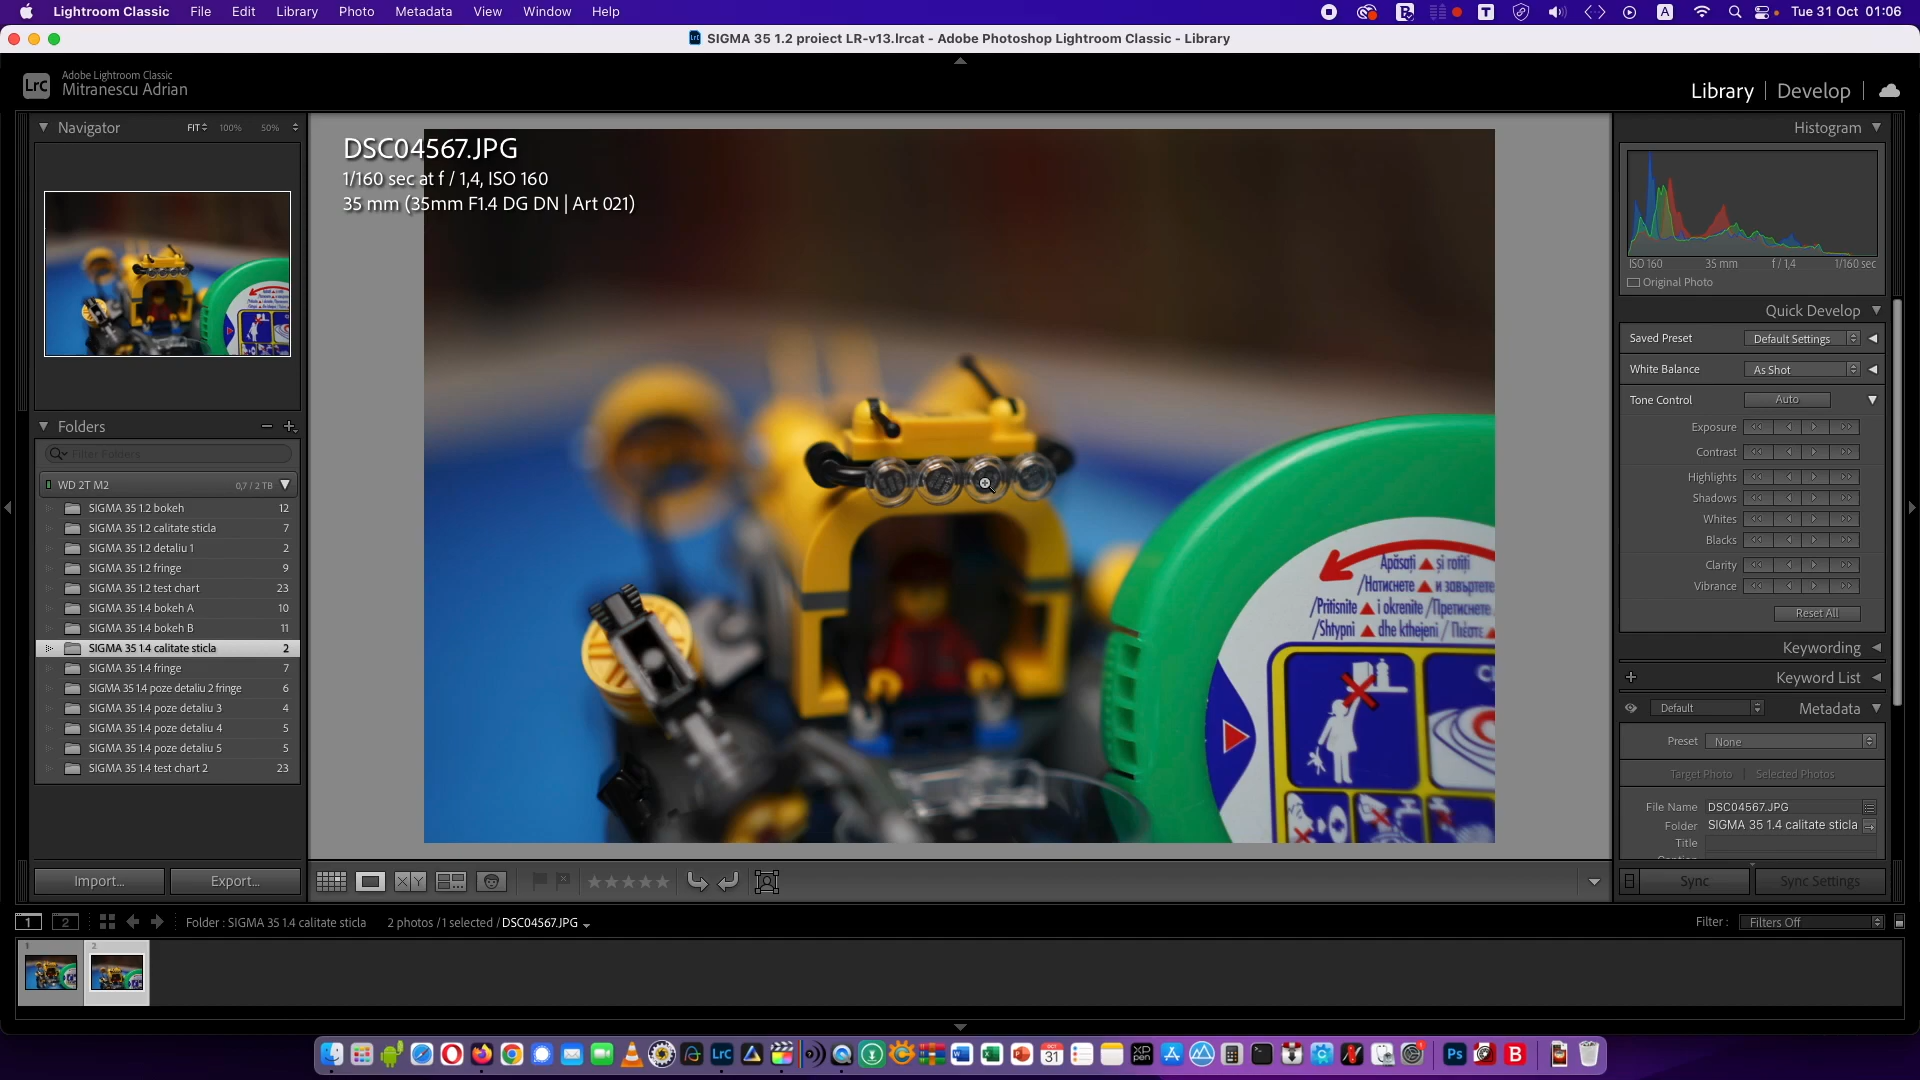 Lightroom Classic File Edit Library Photo Metadata View Window Help
Tue 31 Oct 01:06
SIGMA 35 1.2 proiect LR-v13.lrcat - Adobe Photoshop Lightroom Classic - Library
LrC
Adobe Lightroom Classic
Mitranescu Adrian
Library | Develop
Navigator
FIT 100% 50%
DSC04567.JPG
1/160 sec at f / 1,4, ISO 160
35 mm (35mm F1.4 DG DN | Art 021)
Apăsați ▲ și rotiți
/Натиснете ▲ и завъртете
/Pritisnite ▲ i okrenite /Притиснете
/Shtypni ▲ dhe kthejeni
Folders
Filter Folders
WD 2T M2 0,7 / 2 TB
SIGMA 35 1.2 bokeh 12
SIGMA 35 1.2 calitate sticla 7
SIGMA 35 1.2 detaliu 1 2
SIGMA 35 1.2 fringe 9
SIGMA 35 1.2 test chart 23
SIGMA 35 1.4 bokeh A 10
SIGMA 35 1.4 bokeh B 11
SIGMA 35 1.4 calitate sticla 2
SIGMA 35 1.4 fringe 7
SIGMA 35 1.4 poze detaliu 2 fringe 6
SIGMA 35 1.4 poze detaliu 3 4
SIGMA 35 1.4 poze detaliu 4 5
SIGMA 35 1.4 poze detaliu 5 5
SIGMA 35 1.4 test chart 2 23
Import... Export...
Histogram
ISO 160 35 mm f / 1,4 1/160 sec
Original Photo
Quick Develop
Saved Preset Default Settings
White Balance As Shot
Tone Control Auto
Exposure
Contrast
Highlights
Shadows
Whites
Blacks
Clarity
Vibrance
Reset All
Keywording
Keyword List
Default Metadata
Preset None
Target Photo Selected Photos
File Name DSC04567.JPG
Folder SIGMA 35 1.4 calitate sticla
Title
Sync Sync Settings
1 2 Folder : SIGMA 35 1.4 calitate sticla 2 photos / 1 selected / DSC04567.JPG
Filter : Filters Off
1 2
OCT
31